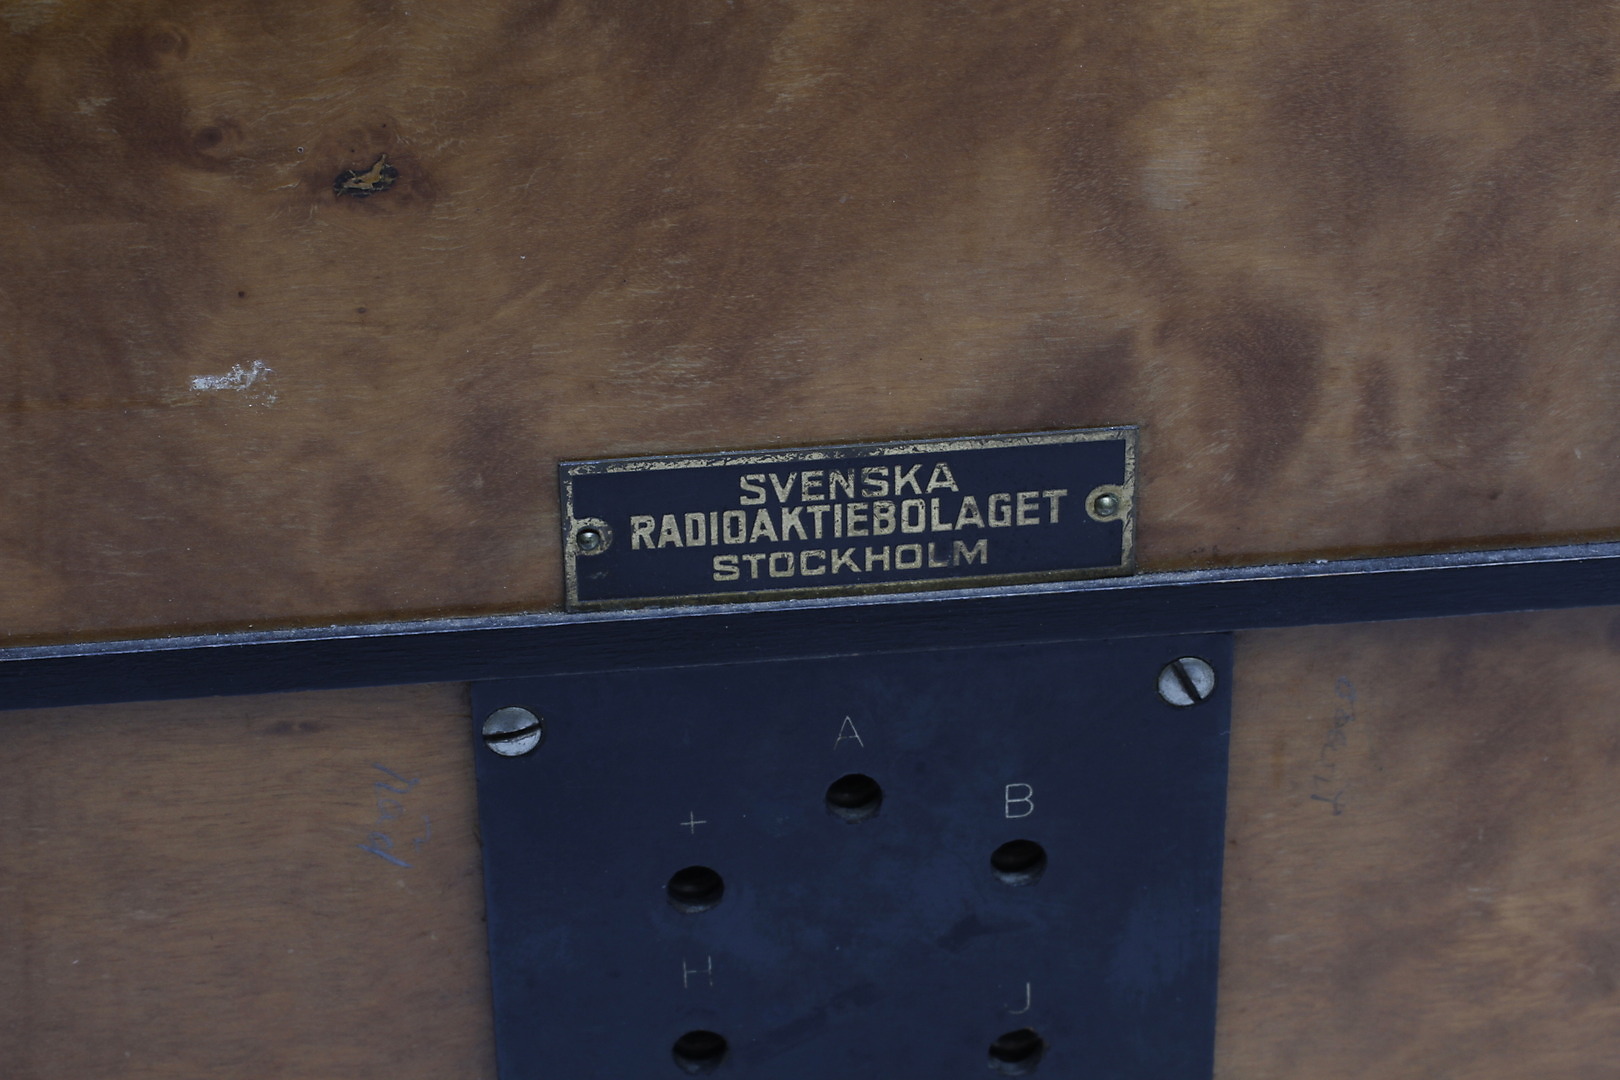 SVENSKA
RADIOAKTIEBOLAGET
STOCKHOLM
A
+ B
H J